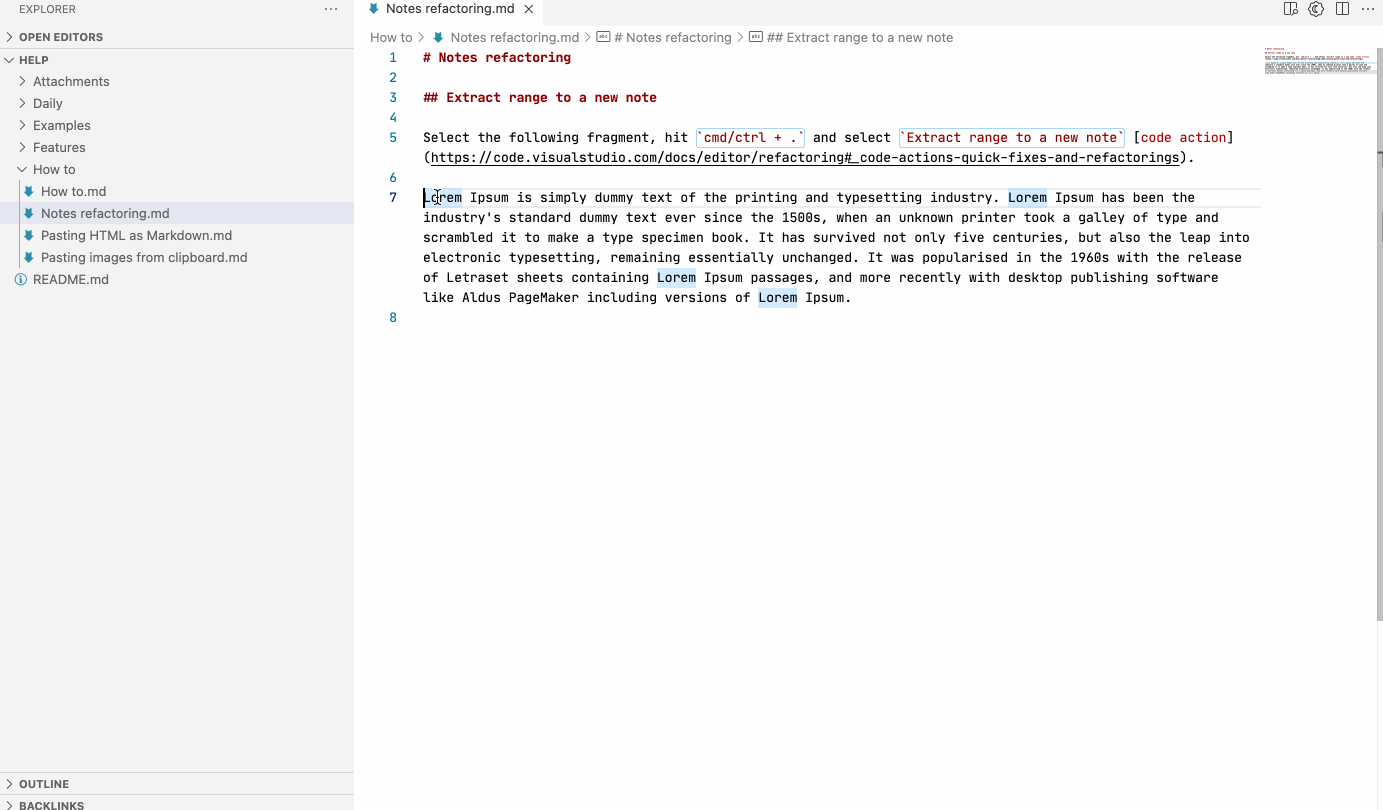 EXPLORER
OPEN EDITORS
HELP
Attachments
Daily
Examples
Features
How to
How to.md
Notes refactoring.md
Pasting HTML as Markdown.md
Pasting images from clipboard.md
README.md
OUTLINE
BACKLINKS
Notes refactoring.md
How to > Notes refactoring.md > # Notes refactoring > ## Extract range to a new note
1 # Notes refactoring
2
3 ## Extract range to a new note
4
5 Select the following fragment, hit `cmd/ctrl + .` and select `Extract range to a new note` [code action]
(https://code.visualstudio.com/docs/editor/refactoring#_code-actions-quick-fixes-and-refactorings).
6
7 Lorem Ipsum is simply dummy text of the printing and typesetting industry. Lorem Ipsum has been the
industry's standard dummy text ever since the 1500s, when an unknown printer took a galley of type and
scrambled it to make a type specimen book. It has survived not only five centuries, but also the leap into
electronic typesetting, remaining essentially unchanged. It was popularised in the 1960s with the release
of Letraset sheets containing Lorem Ipsum passages, and more recently with desktop publishing software
like Aldus PageMaker including versions of Lorem Ipsum.
8